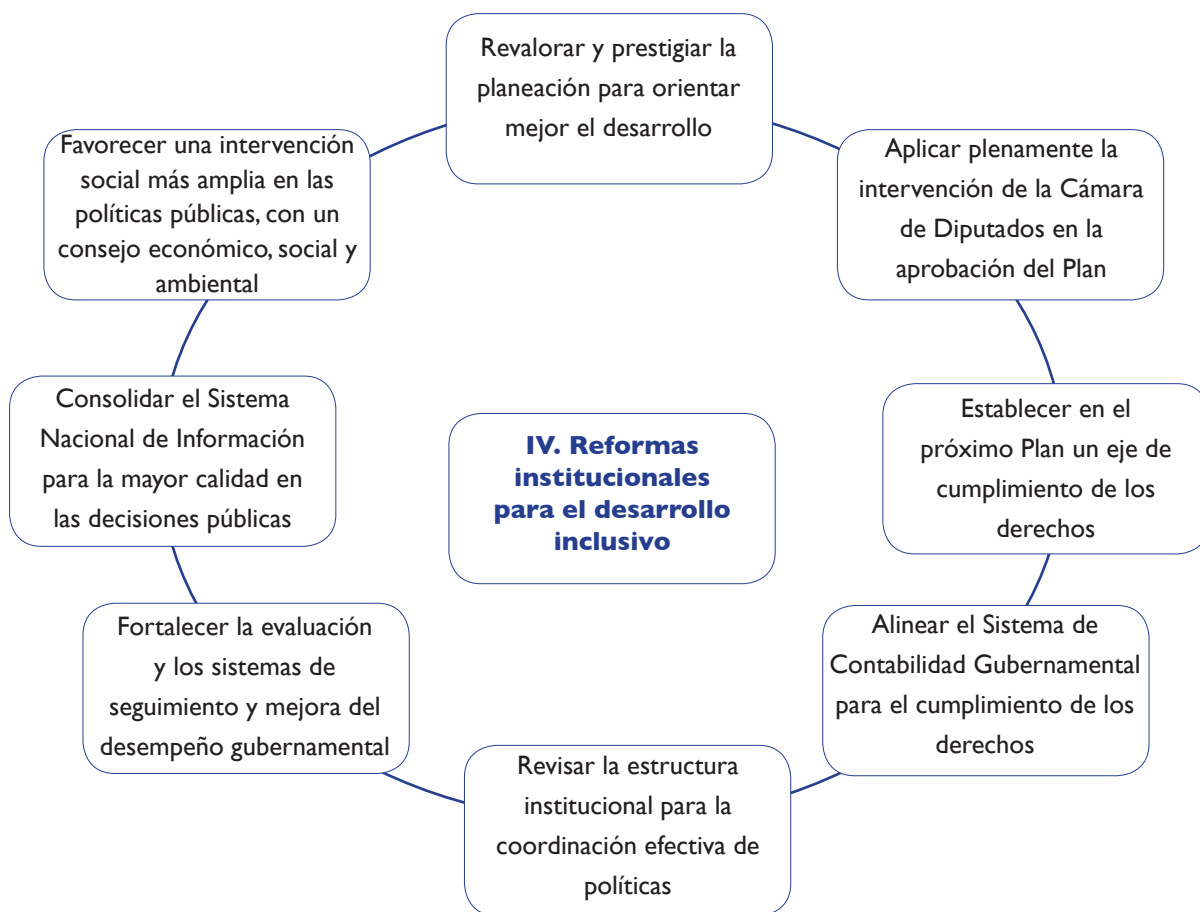 Revalorar y prestigiar la
planeación para orientar
mejor el desarrollo
Aplicar plenamente la
intervención de la Cámara
de Diputados en la
aprobación del Plan
Establecer en el
próximo Plan un eje de
cumplimiento de los
derechos
Alinear el Sistema de
Contabilidad Gubernamental
para el cumplimiento de los
derechos
Revisar la estructura
institucional para la
coordinación efectiva de
políticas
Fortalecer la evaluación
y los sistemas de
seguimiento y mejora del
desempeño gubernamental
Consolidar el Sistema
Nacional de Información
para la mayor calidad en
las decisiones públicas
Favorecer una intervención
social más amplia en las
políticas públicas, con un
consejo económico, social y
ambiental
IV. Reformas
institucionales
para el desarrollo
inclusivo